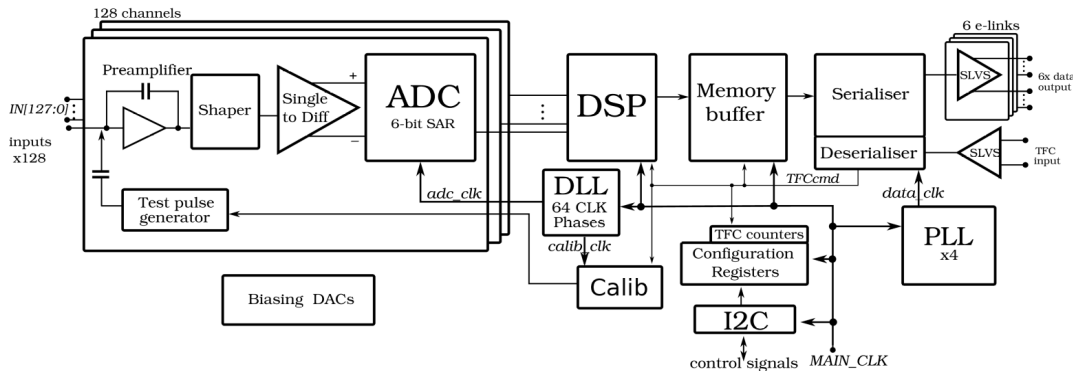 128 channels
6 e-links
Preamplifier
IN[127:0]
inputs
x128
Shaper
Single
to Diff
+
−
ADC
6-bit SAR
DSP
Memory
buffer
Serialiser
Deserialiser
SLVS
6x data
output
SLVS
TFC
input
TFCcmd
data_clk
adc_clk
DLL
64 CLK
Phases
calib_clk
Test pulse
generator
TFC counters
Configuration
Registers
PLL
x4
Calib
Biasing DACs
I2C
control signals
MAIN_CLK